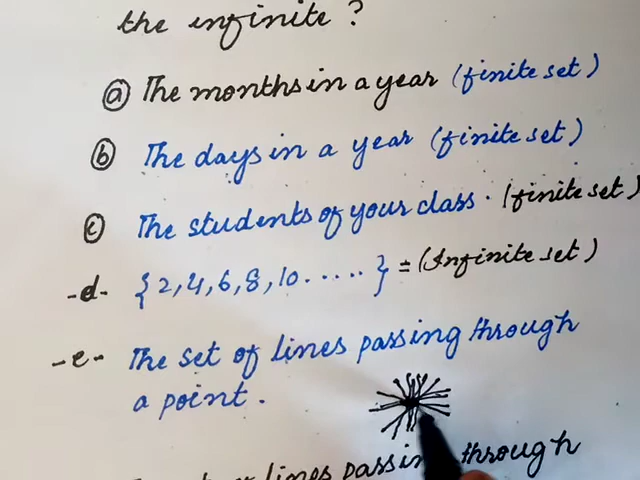 the infinite ?
(a) The months in a year (finite set)
(b) The days in a year (finite set)
(c) The students of your class. (finite set)
-d- {2,4,6,8,10.....} = (Infinite set)
-e- The set of lines passing through
a point.
lines passin through